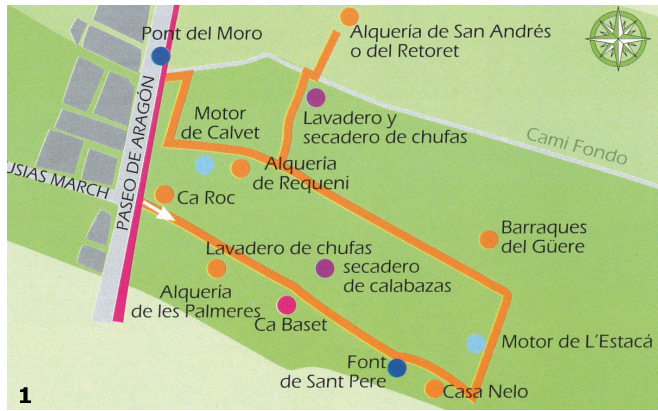 Alquería de San Andrés
o del Retoret
Pont del Moro
PASEO DE ARAGÓN
Motor
de Calvet
Lavadero y
secadero de chufas
Camí Fondo
Alquería
de Requeni
USIAS MARCH
Ca Roc
Barraques
del Güere
Lavadero de chufas
secadero
de calabazas
Alquería
de les Palmeres
Ca Baset
Motor de L'Estacá
Font
de Sant Pere
Casa Nelo
1